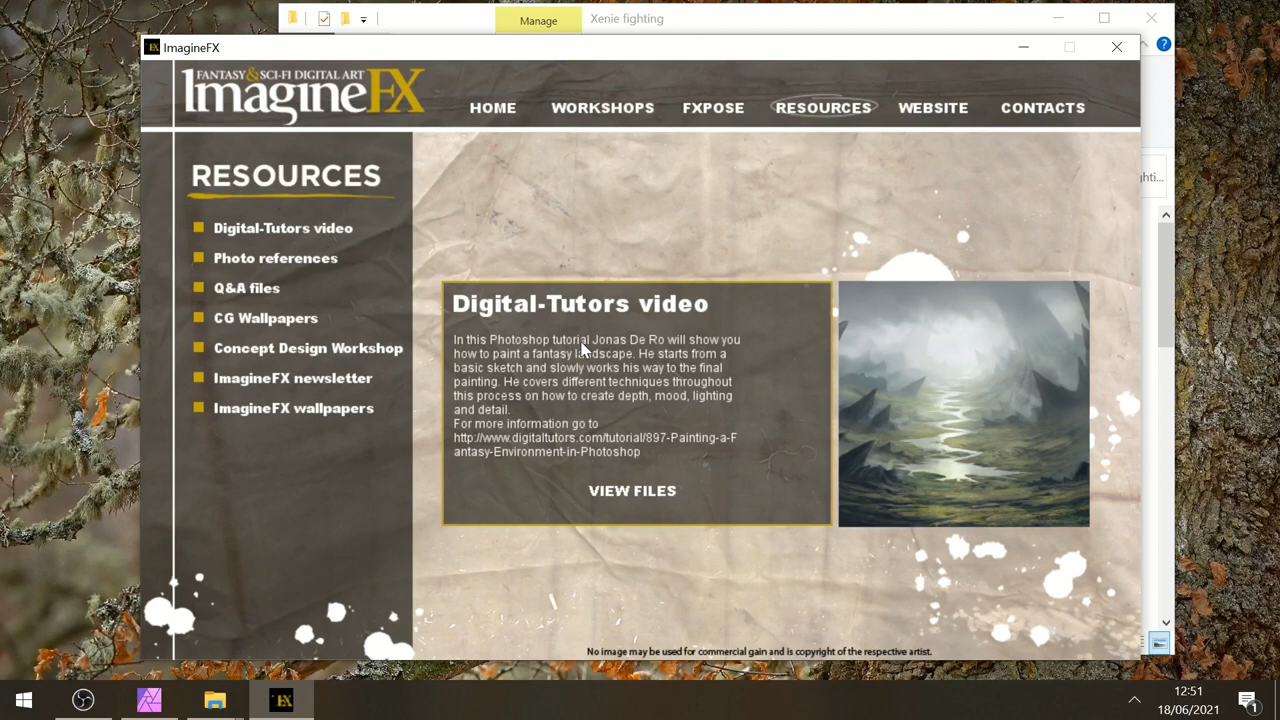 Manage
Xenie fighting
ImagineFX
FANTASY & SCI-FI DIGITAL ART
ImagineFX
HOME
WORKSHOPS
FXPOSE
RESOURCES
WEBSITE
CONTACTS
ghti...
RESOURCES
Digital-Tutors video
Photo references
Q&A files
CG Wallpapers
Concept Design Workshop
ImagineFX newsletter
ImagineFX wallpapers
Digital-Tutors video
In this Photoshop tutorial Jonas De Ro will show you
how to paint a fantasy landscape. He starts from a
basic sketch and slowly works his way to the final
painting. He covers different techniques throughout
this process on how to create depth, mood, lighting
and detail.
For more information go to
http://www.digitaltutors.com/tutorial/897-Painting-a-F
antasy-Environment-in-Photoshop
VIEW FILES
No image may be used for commercial gain and is copyright of the respective artist.
FX
12:51
18/06/2021
1